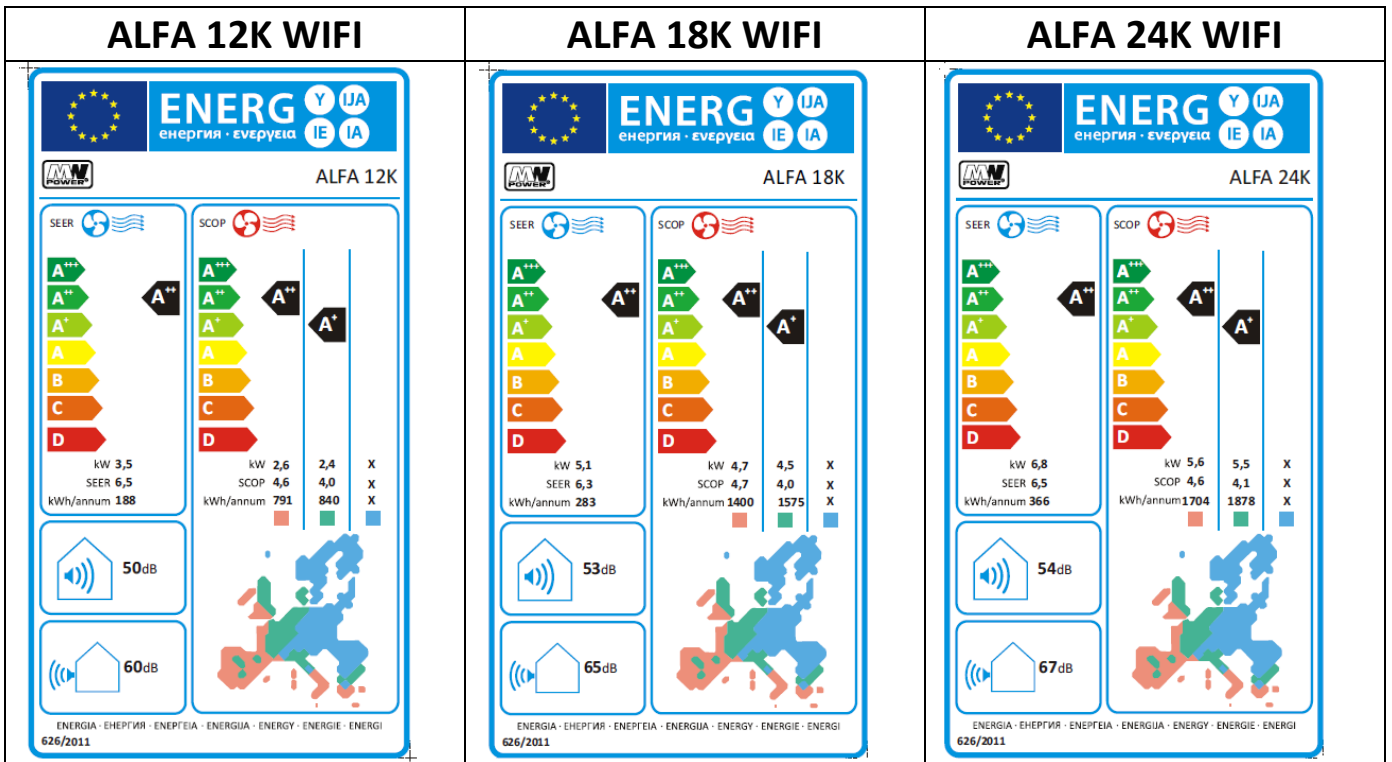 ALFA 12K WIFI
ALFA 18K WIFI
ALFA 24K WIFI
ENERG Y IJA
енергия · ενεργεια IE IA
MW POWER®
ALFA 12K
SEER
SCOP
A+++ A+++
A++ A++ A++ A++
A+ A+ A+
A A
B B
C C
D D
kW 3,5 kW 2,6 2,4 X
SEER 6,5 SCOP 4,6 4,0 X
kWh/annum 188 kWh/annum 791 840 X
50dB
60dB
ENERGIA · ЕНЕРГИЯ · ΕΝΕΡΓΕΙΑ · ENERGIJA · ENERGY · ENERGIE · ENERGI
626/2011
ENERG Y IJA
енергия · ενεργεια IE IA
MW POWER®
ALFA 18K
SEER
SCOP
A+++ A+++
A++ A++ A++ A++
A+ A+ A+
A A
B B
C C
D D
kW 5,1 kW 4,7 4,5 X
SEER 6,3 SCOP 4,7 4,0 X
kWh/annum 283 kWh/annum 1400 1575 X
53dB
65dB
ENERGIA · ЕНЕРГИЯ · ΕΝΕΡΓΕΙΑ · ENERGIJA · ENERGY · ENERGIE · ENERGI
626/2011
ENERG Y IJA
енергия · ενεργεια IE IA
MW POWER®
ALFA 24K
SEER
SCOP
A+++ A+++
A++ A++ A++ A++
A+ A+ A+
A A
B B
C C
D D
kW 6,8 kW 5,6 5,5 X
SEER 6,5 SCOP 4,6 4,1 X
kWh/annum 366 kWh/annum 1704 1878 X
54dB
67dB
ENERGIA · ЕНЕРГИЯ · ΕΝΕΡΓΕΙΑ · ENERGIJA · ENERGY · ENERGIE · ENERGI
626/2011